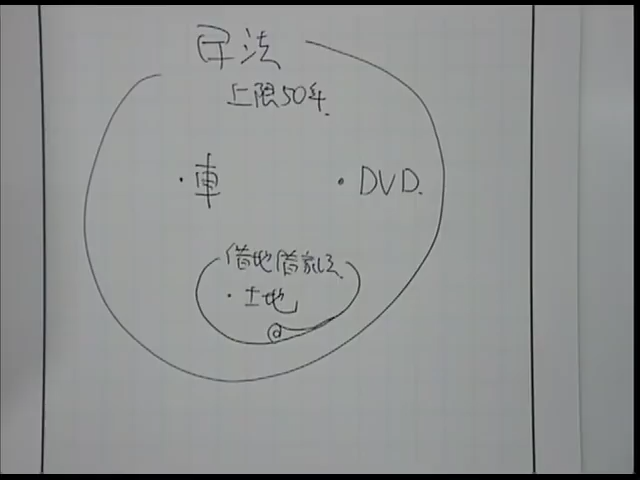 民法
上限50年.
・車
・DVD.
借地借家法.
・土地
@